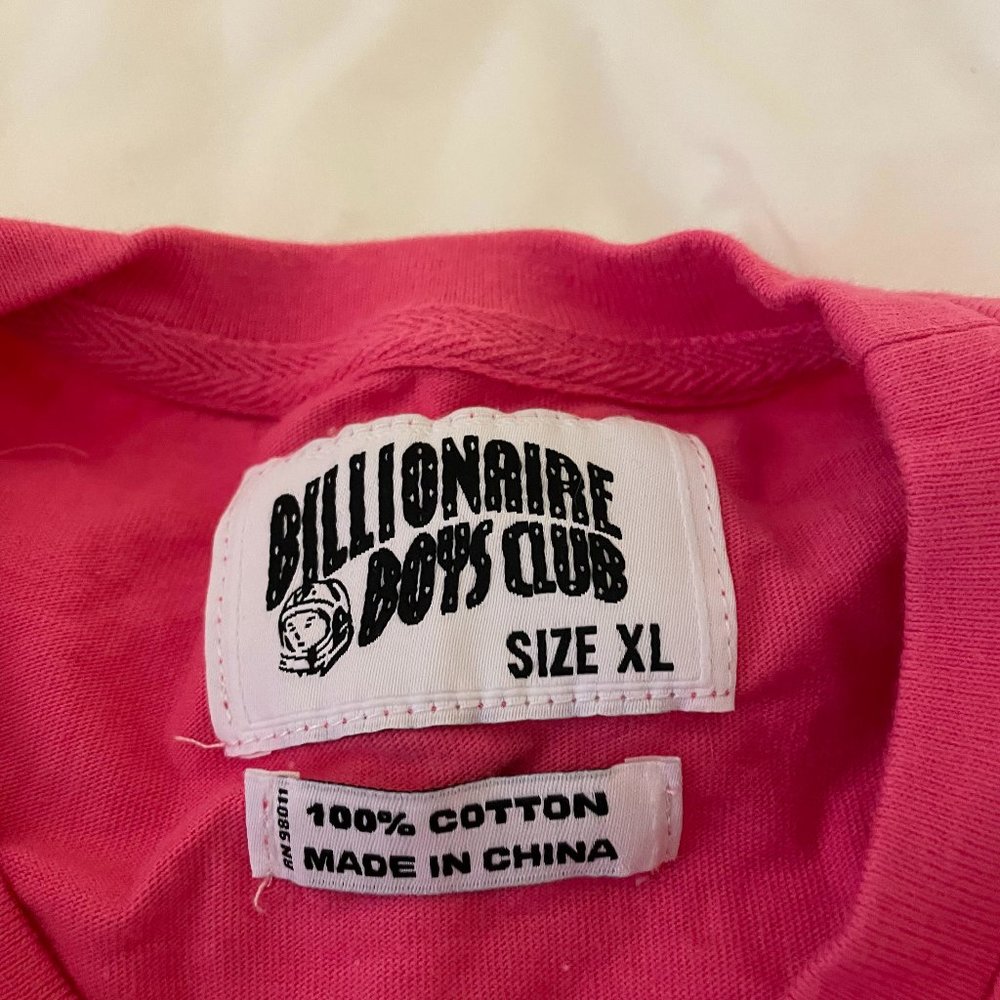 BILLIONAIRE
BOYS CLUB
SIZE XL
RN 98011
100% COTTON
MADE IN CHINA